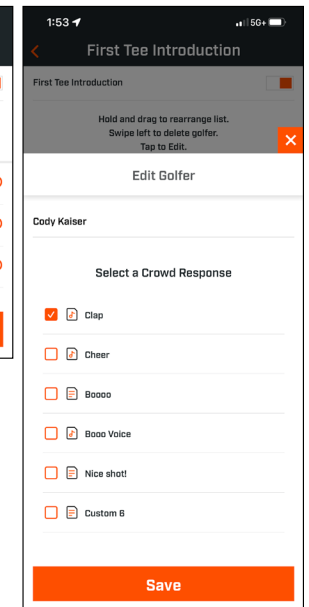 1:53
5G+
First Tee Introduction
First Tee Introduction
Hold and drag to rearrange list.
Swipe left to delete golfer.
Tap to Edit.
Edit Golfer
Cody Kaiser
Select a Crowd Response
Clap
Cheer
Boooo
Booo Voice
Nice shot!
Custom 6
Save